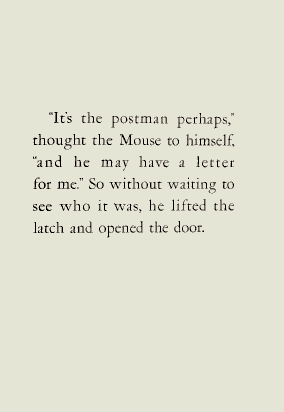 “It's the postman perhaps,”
thought the Mouse to himself,
“and he may have a letter
for me.” So without waiting to
see who it was, he lifted the
latch and opened the door.